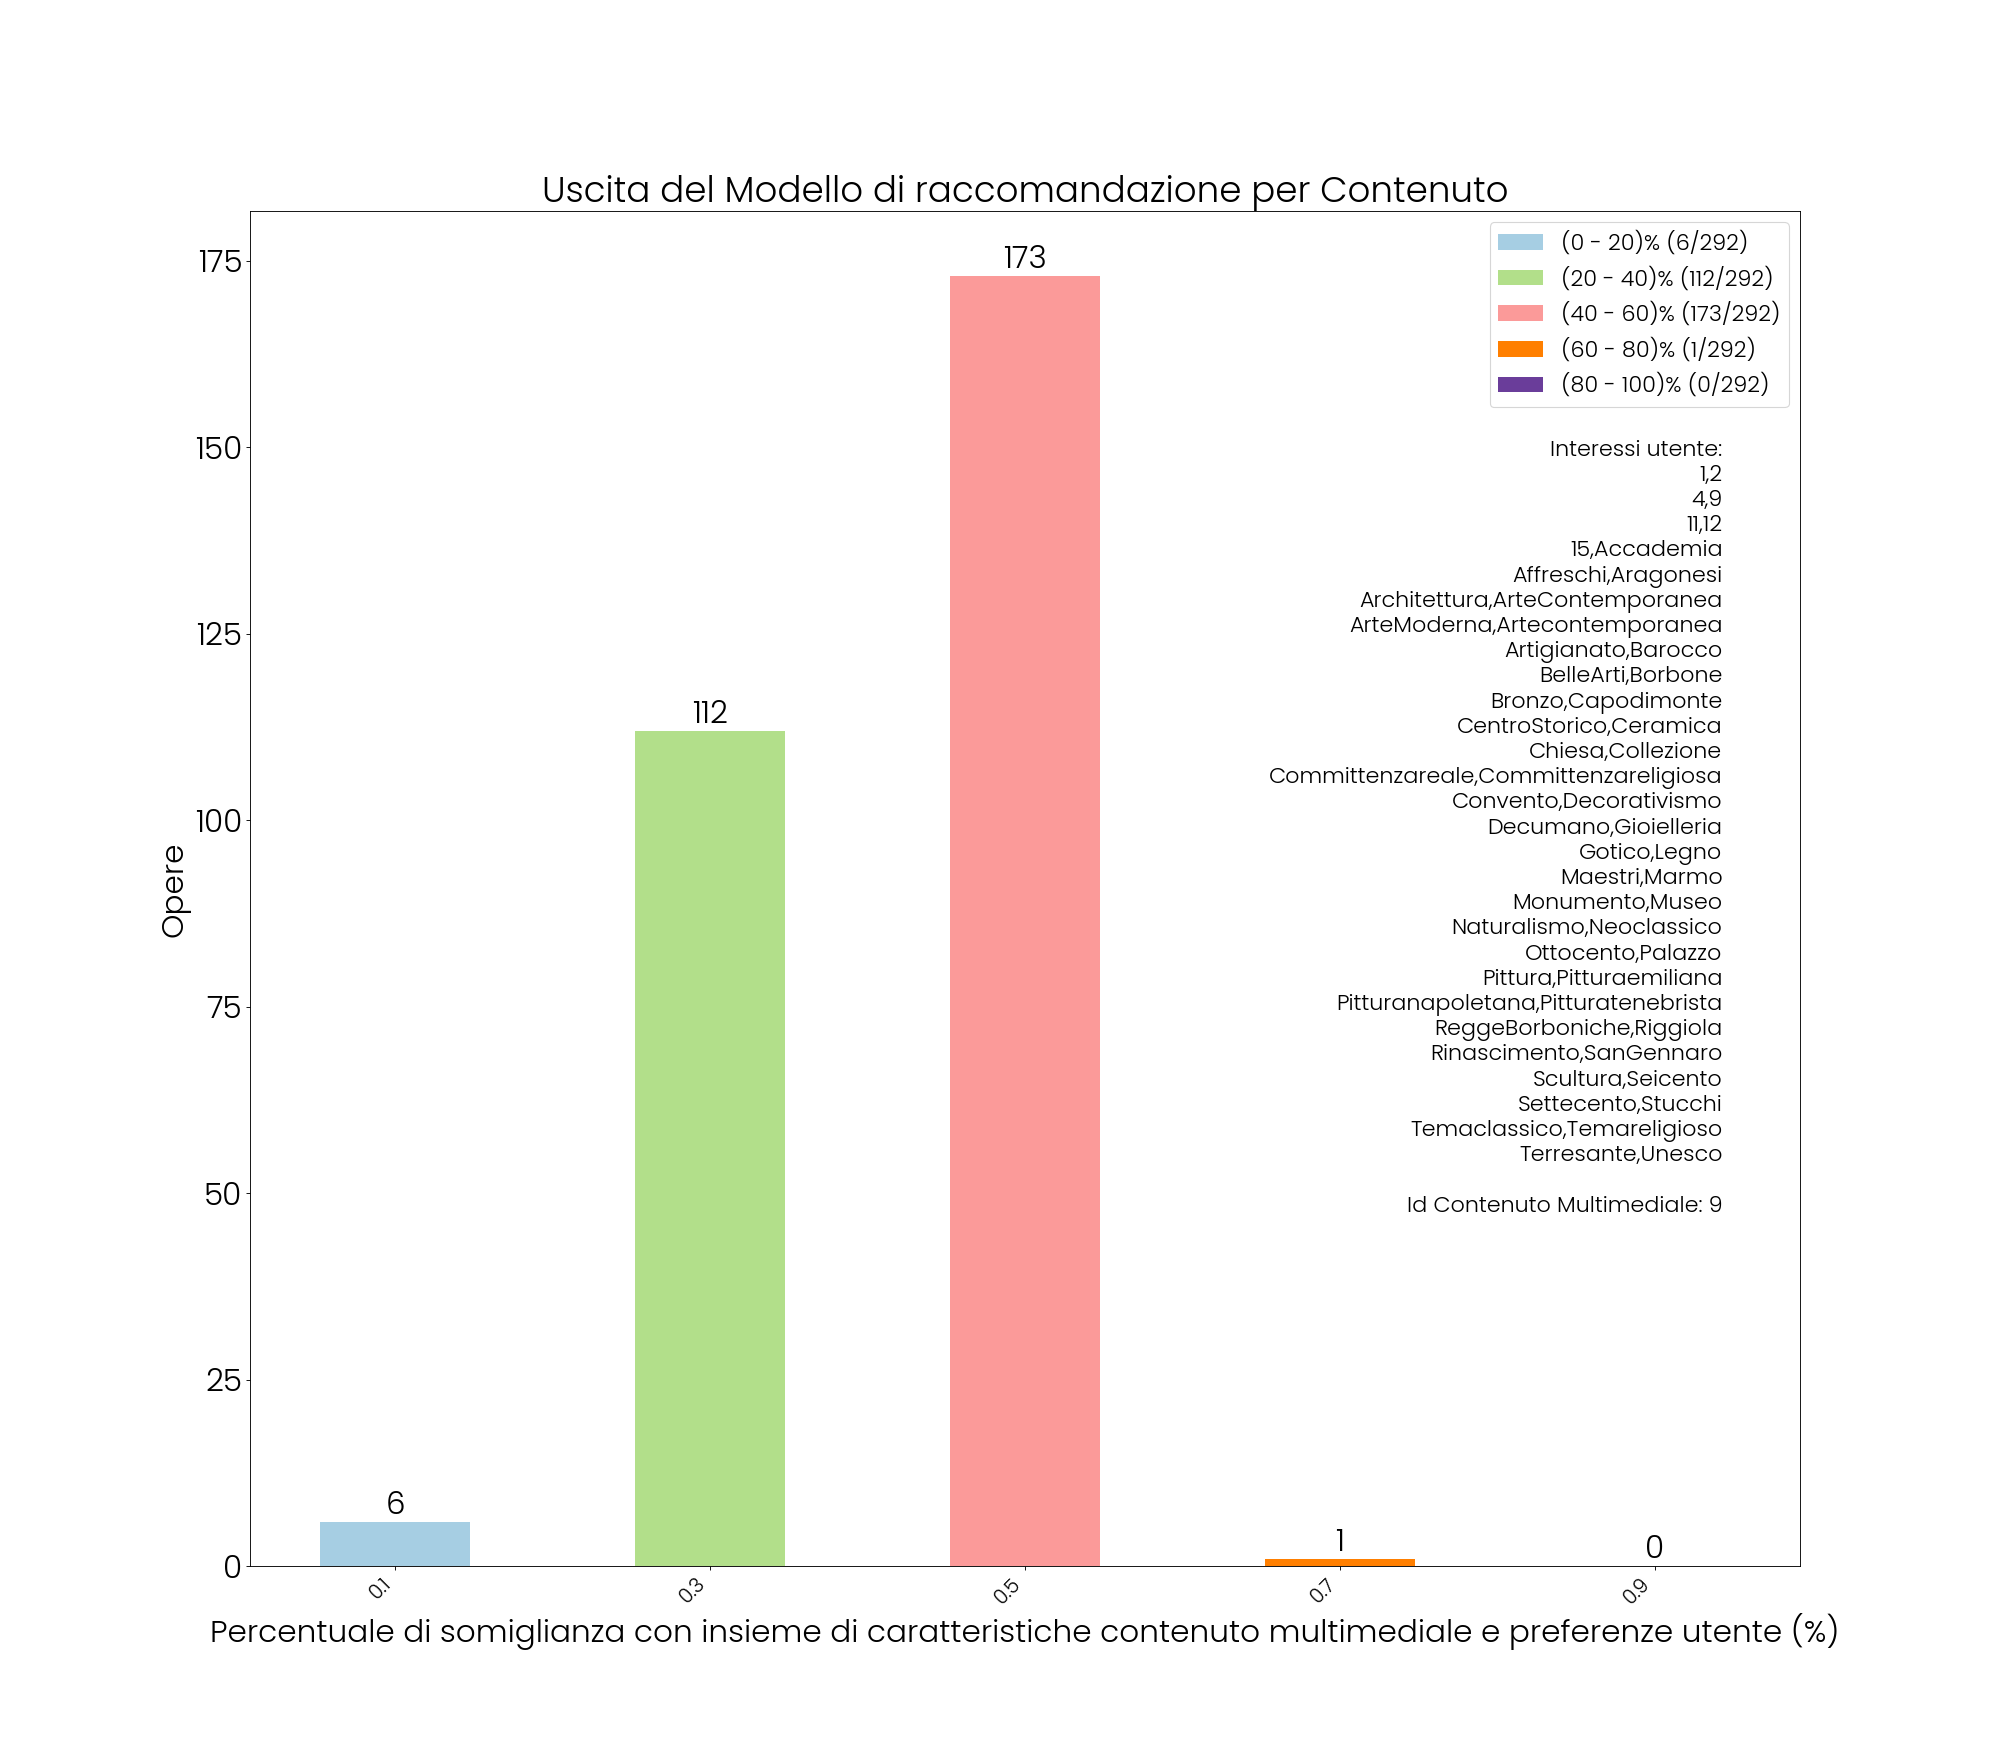 Uscita del Modello di raccomandazione per Contenuto
175
150
125
100
75
50
25
0
Opere
173
112
6
1
0
(0 - 20)% (6/292)
(20 - 40)% (112/292)
(40 - 60)% (173/292)
(60 - 80)% (1/292)
(80 - 100)% (0/292)
Interessi utente:
1,2
4,9
11,12
15,Accademia
Affreschi,Aragonesi
Architettura,ArteContemporanea
ArteModerna,Artecontemporanea
Artigianato,Barocco
BelleArti,Borbone
Bronzo,Capodimonte
CentroStorico,Ceramica
Chiesa,Collezione
Committenzareale,Committenzareligiosa
Convento,Decorativismo
Decumano,Gioielleria
Gotico,Legno
Maestri,Marmo
Monumento,Museo
Naturalismo,Neoclassico
Ottocento,Palazzo
Pittura,Pitturaemiliana
Pitturanapoletana,Pitturatenebrista
ReggeBorboniche,Riggiola
Rinascimento,SanGennaro
Scultura,Seicento
Settecento,Stucchi
Temaclassico,Temareligioso
Terresante,Unesco
Id Contenuto Multimediale: 9
0.1
0.3
0.5
0.7
0.9
Percentuale di somiglianza con insieme di caratteristiche contenuto multimediale e preferenze utente (%)